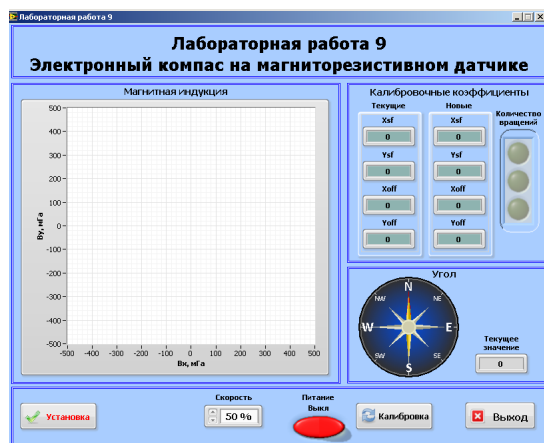 Лабораторная работа 9
Лабораторная работа 9
Электронный компас на магниторезистивном датчике
Магнитная индукция
By, мГа
500
400
300
200
100
0
-100
-200
-300
-400
-500
-500 -400 -300 -200 -100 0 100 200 300 400 500
Bx, мГа
Калибровочные коэффициенты
Текущие Новые Количество
вращений
Xsf Xsf
0 0
Ysf Ysf
0 0
Xoff Xoff
0 0
Yoff Yoff
0 0
Угол
N
NW NE
W E
SW SE
S
Текущее
значение
0
Установка
Скорость
50 %
Питание
Выкл
Калибровка
Выход